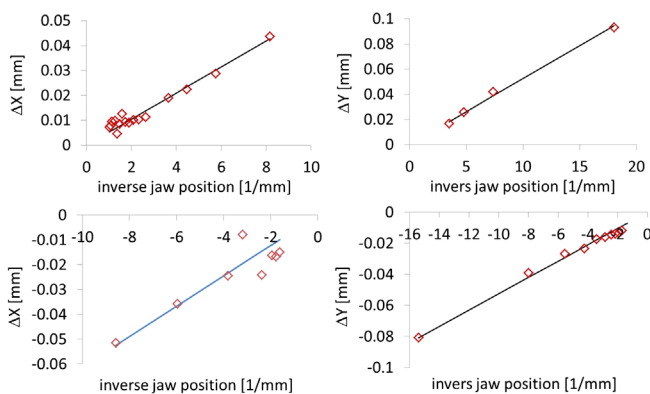 0.05
0.04
0.03
0.02
0.01
0
ΔX [mm]
0 2 4 6 8 10
inverse jaw position [1/mm]
0.1
0.08
0.06
0.04
0.02
0
ΔY [mm]
0 5 10 15 20
invers jaw position [1/mm]
-10 -8 -6 -4 -2 0
0
-0.01
-0.02
-0.03
-0.04
-0.05
-0.06
ΔX [mm]
inverse jaw position [1/mm]
-16 -14 -12 -10 -8 -6 -4 -2 0
0
-0.02
-0.04
-0.06
-0.08
-0.1
ΔY [mm]
invers jaw position [1/mm]